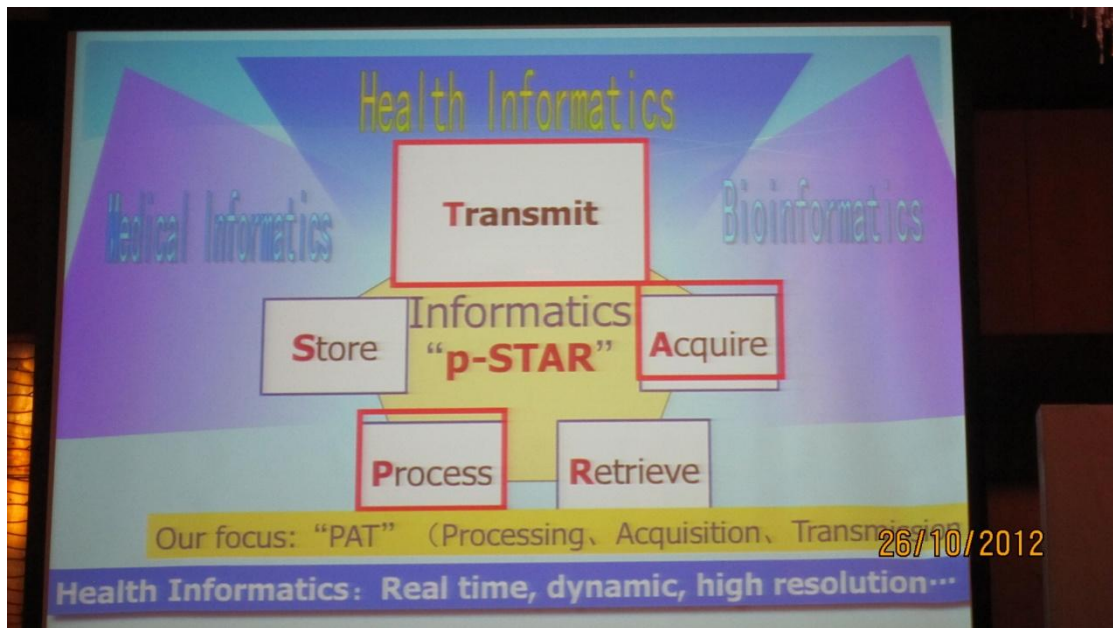 Health Informatics
Medical Informatics
Bioinformatics
Transmit
Informatics
“p-STAR”
Store
Acquire
Process
Retrieve
Our focus: “PAT” （Processing、Acquisition、Transmission
26/10/2012
Health Informatics： Real time, dynamic, high resolution…